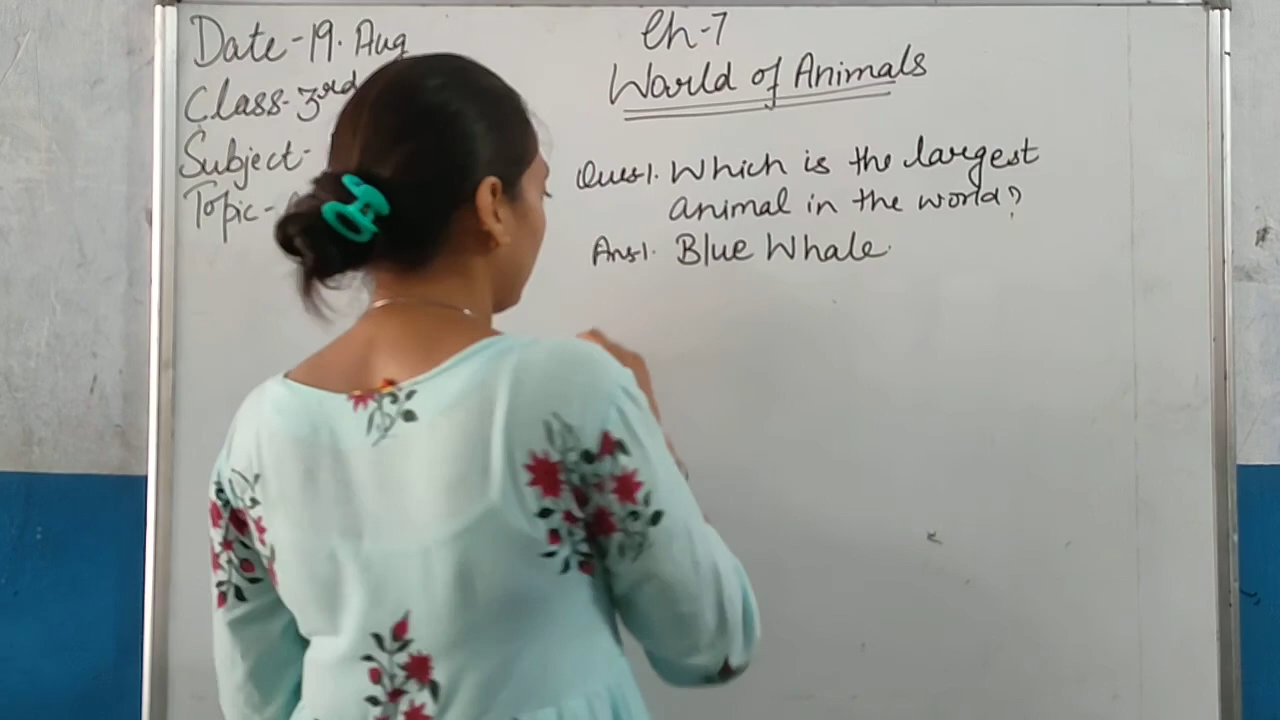 Date-19. Aug
Class-3rd
Subject-
Topic-
Ch-7
World of Animals
Ques1. Which is the largest
animal in the world?
Ans1. Blue Whale.